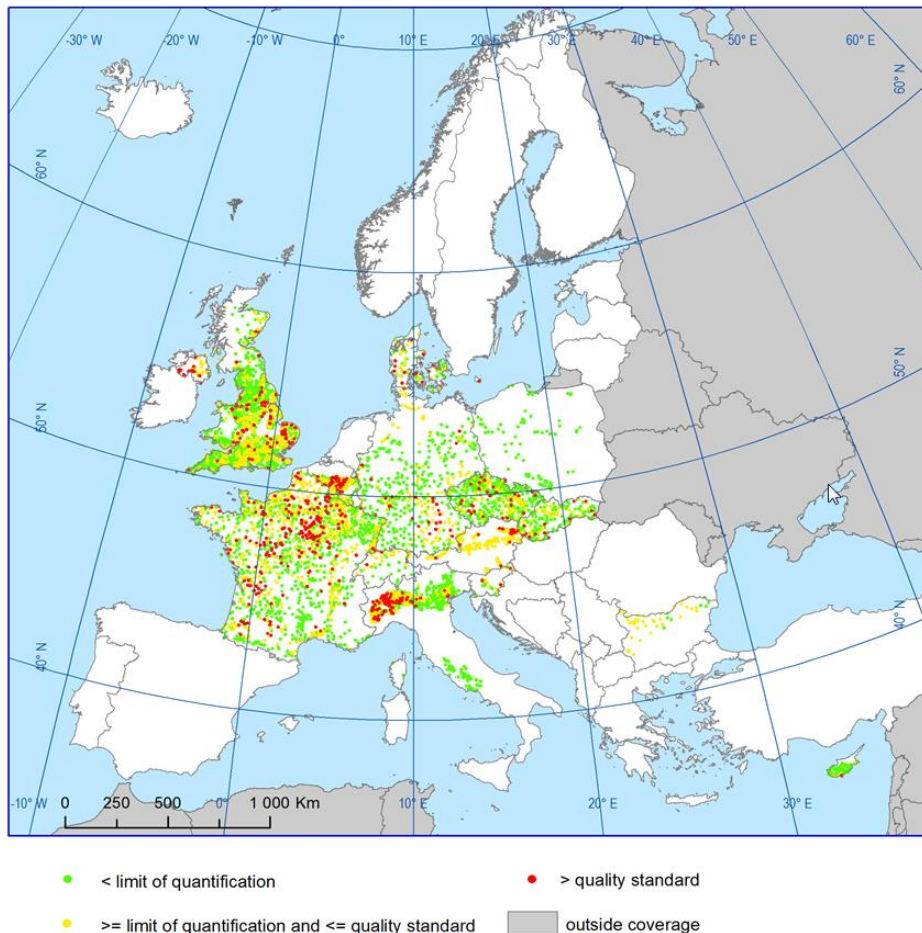 -30° W -20° W -10° W 0° 10° E 20° E 30° E 40° E 50° E 60° E
60° N
60° N
50° N
50° N
40° N
40° N
-10° W 0° 10° E 20° E 30° E
0 250 500 1 000 Km
< limit of quantification
> quality standard
>= limit of quantification and <= quality standard
outside coverage